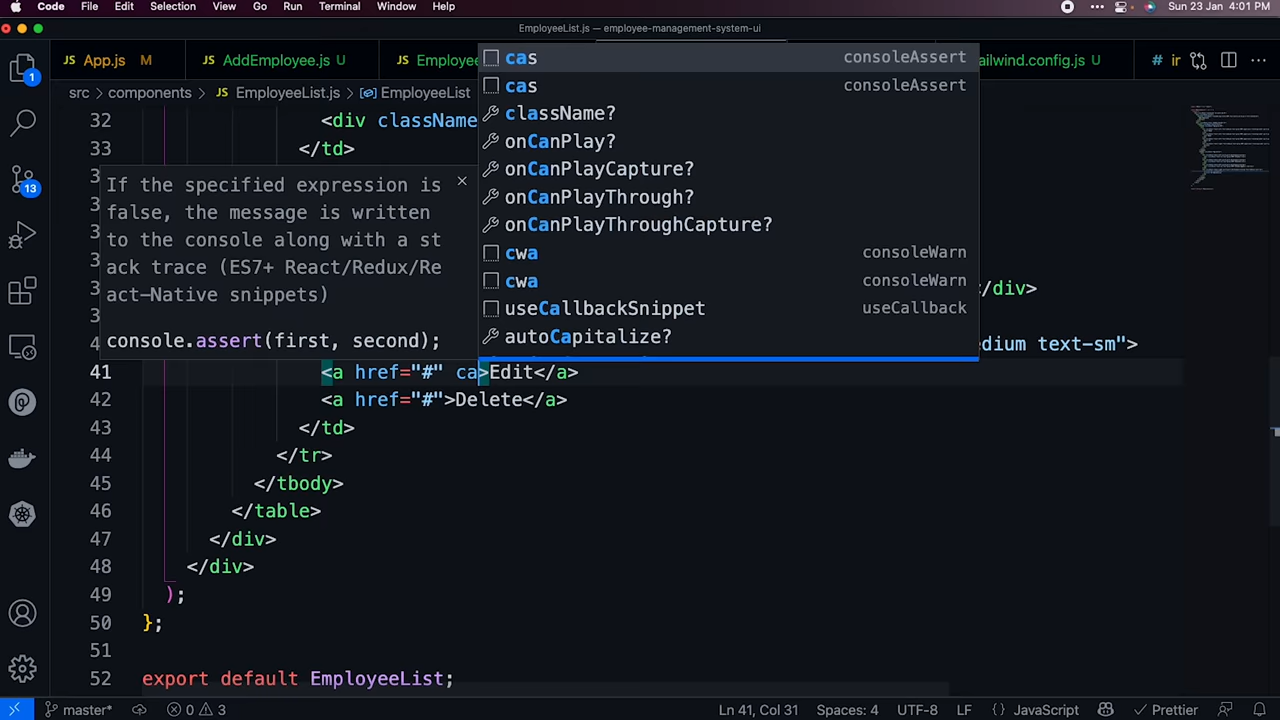 Code File Edit Selection View Go Run Terminal Window Help
Sun 23 Jan 4:01 PM
EmployeeList.js — employee-management-system-ui
JS App.js M
JS AddEmployee.js U
JS Employe
ailwind.config.js U
# ir
src > components > JS EmployeeList.js > EmployeeList
1
13
cas consoleAssert
cas consoleAssert
className?
onCanPlay?
onCanPlayCapture?
onCanPlayThrough?
onCanPlayThroughCapture?
cwa consoleWarn
cwa consoleWarn
useCallbackSnippet useCallback
autoCapitalize?
If the specified expression is
false, the message is written
to the console along with a st
ack trace (ES7+ React/Redux/Re
act-Native snippets)
console.assert(first, second);
32 <div className
33 </td>
</div>
edium text-sm">
41 <a href="#" ca>Edit</a>
42 <a href="#">Delete</a>
43 </td>
44 </tr>
45 </tbody>
46 </table>
47 </div>
48 </div>
49 );
50 };
51
52 export default EmployeeList;
master* 0 3
Ln 41, Col 31 Spaces: 4 UTF-8 LF {} JavaScript Prettier